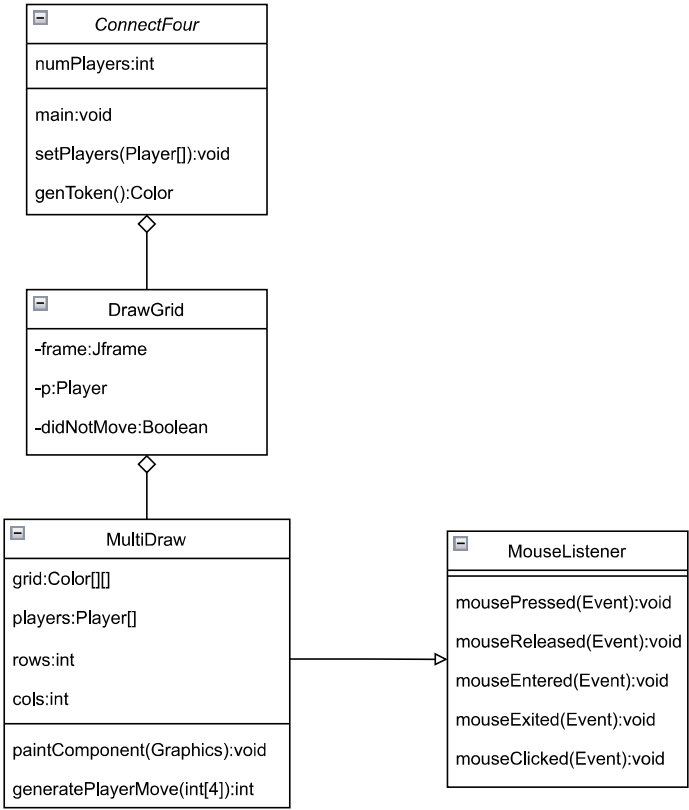 ConnectFour
numPlayers:int
main:void
setPlayers(Player[]):void
genToken():Color
DrawGrid
-frame:Jframe
-p:Player
-didNotMove:Boolean
MultiDraw
grid:Color[][]
players:Player[]
rows:int
cols:int
paintComponent(Graphics):void
generatePlayerMove(int[4]):int
MouseListener
mousePressed(Event):void
mouseReleased(Event):void
mouseEntered(Event):void
mouseExited(Event):void
mouseClicked(Event):void